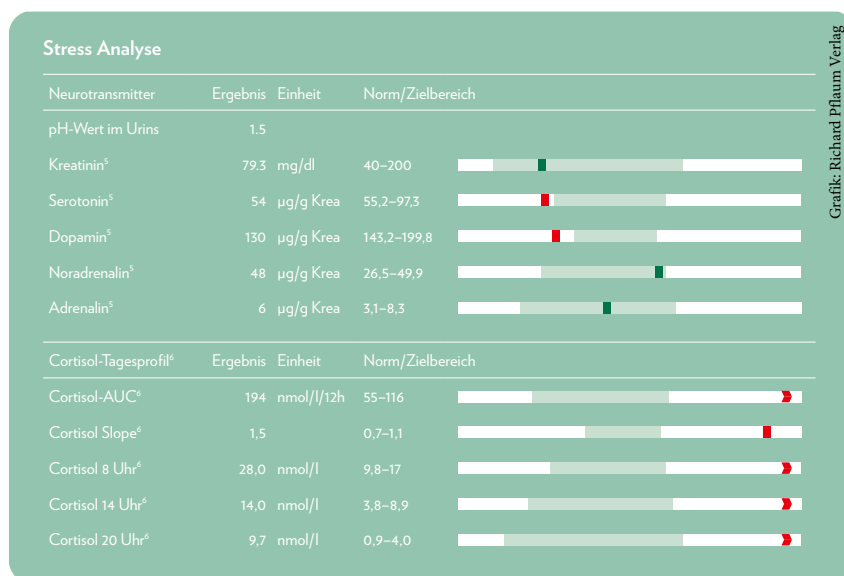 Stress Analyse
Neurotransmitter Ergebnis Einheit Norm/Zielbereich
pH-Wert im Urins 1.5
Kreatinin⁵ 79.3 mg/dl 40–200
Serotonin⁵ 54 µg/g Krea 55,2–97,3
Dopamin⁵ 130 µg/g Krea 143,2–199,8
Noradrenalin⁵ 48 µg/g Krea 26,5–49,9
Adrenalin⁵ 6 µg/g Krea 3,1–8,3
Cortisol-Tagesprofil⁶ Ergebnis Einheit Norm/Zielbereich
Cortisol-AUC⁶ 194 nmol/l/12h 55–116
Cortisol Slope⁶ 1,5 0,7–1,1
Cortisol 8 Uhr⁶ 28,0 nmol/l 9,8–17
Cortisol 14 Uhr⁶ 14,0 nmol/l 3,8–8,9
Cortisol 20 Uhr⁶ 9,7 nmol/l 0,9–4,0
Grafik: Richard Pflaum Verlag